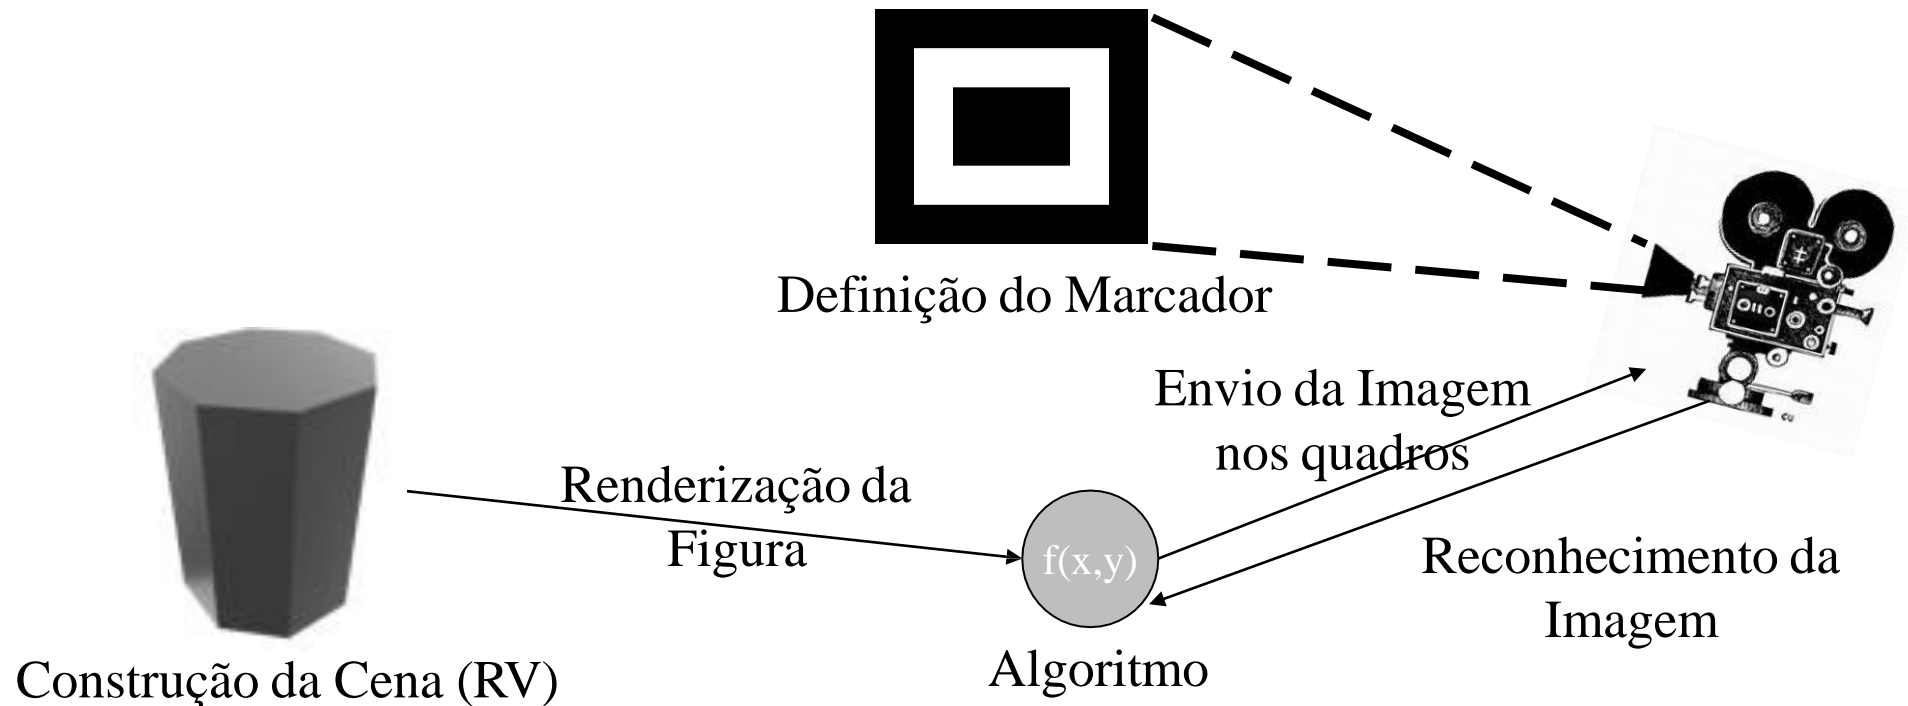 Definição do Marcador
Envio da Imagem
nos quadros
Renderização da
Figura
f(x,y)
Reconhecimento da
Imagem
Algoritmo
Construção da Cena (RV)